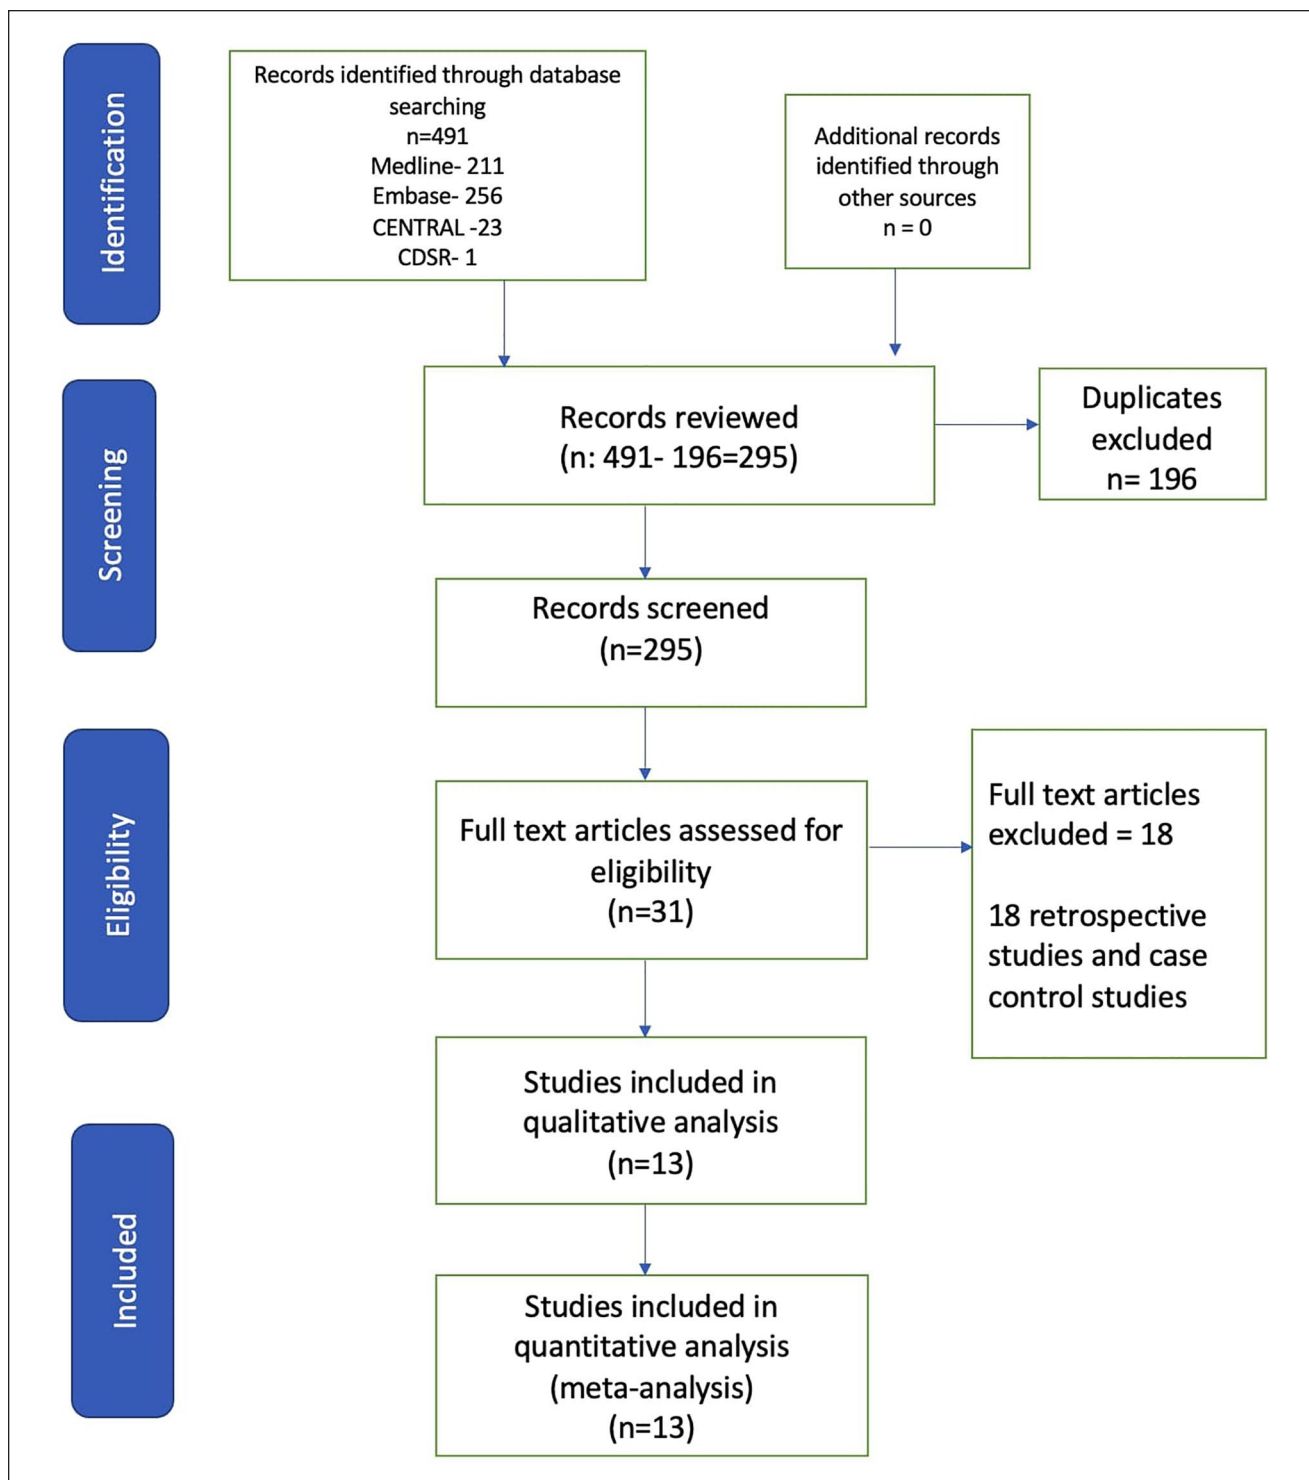 Identification
Records identified through database
searching
n=491
Medline- 211
Embase- 256
CENTRAL -23
CDSR- 1
Additional records
identified through
other sources
n = 0
Screening
Records reviewed
(n: 491- 196=295)
Duplicates
excluded
n= 196
Records screened
(n=295)
Eligibility
Full text articles assessed for
eligibility
(n=31)
Full text articles
excluded = 18
18 retrospective
studies and case
control studies
Included
Studies included in
qualitative analysis
(n=13)
Studies included in
quantitative analysis
(meta-analysis)
(n=13)